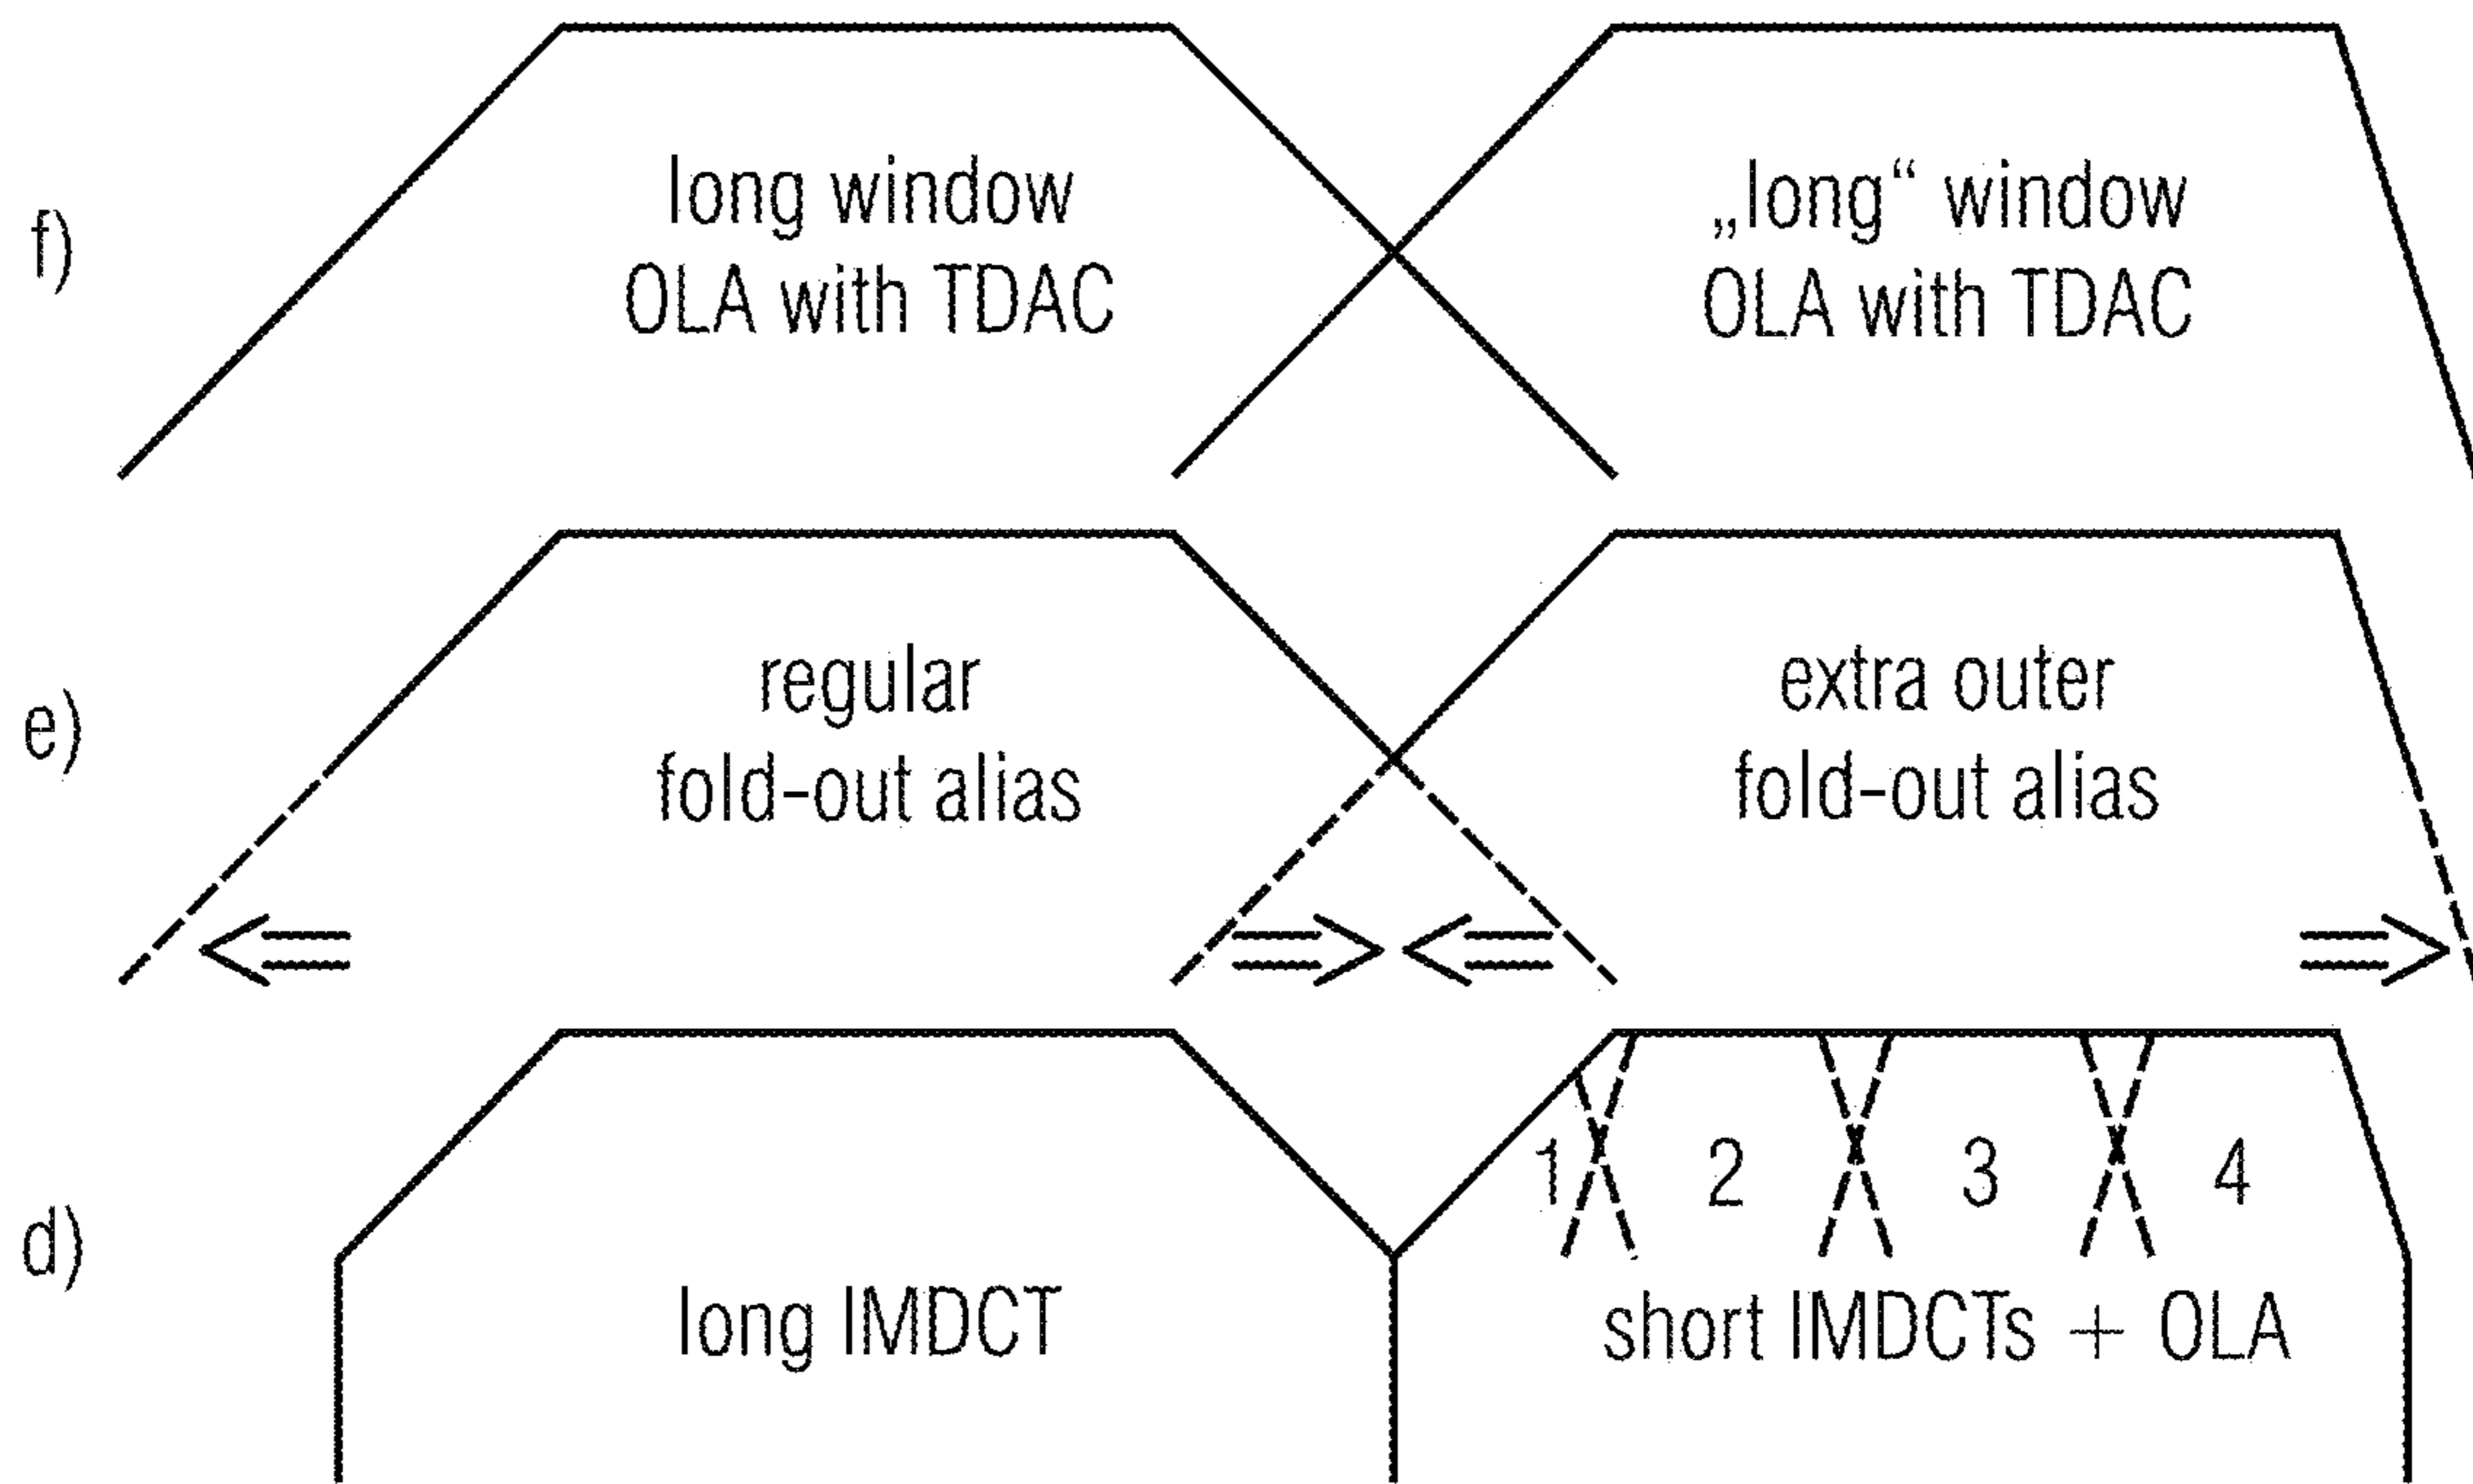 f)
long window
OLA with TDAC
„long“ window
OLA with TDAC
e)
regular
fold-out alias
extra outer
fold-out alias
d)
1
2
3
4
long IMDCT
short IMDCTs + OLA